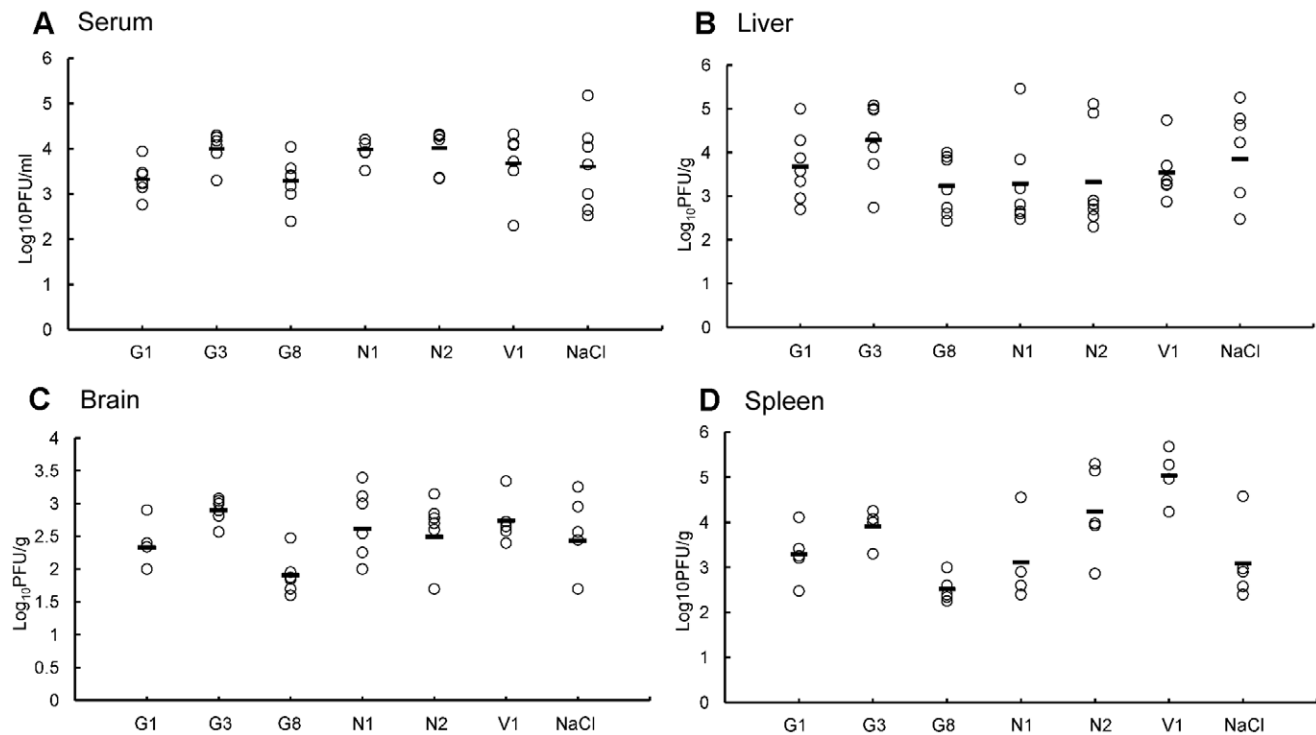 A Serum
Log10PFU/ml
6
5
4
3
2
1
0
G1 G3 G8 N1 N2 V1 NaCl
B Liver
Log₁₀PFU/g
6
5
4
3
2
1
0
G1 G3 G8 N1 N2 V1 NaCl
C Brain
Log₁₀PFU/g
4
3.5
3
2.5
2
1.5
1
0.5
0
G1 G3 G8 N1 N2 V1 NaCl
D Spleen
Log10PFU/g
6
5
4
3
2
1
0
G1 G3 G8 N1 N2 V1 NaCl